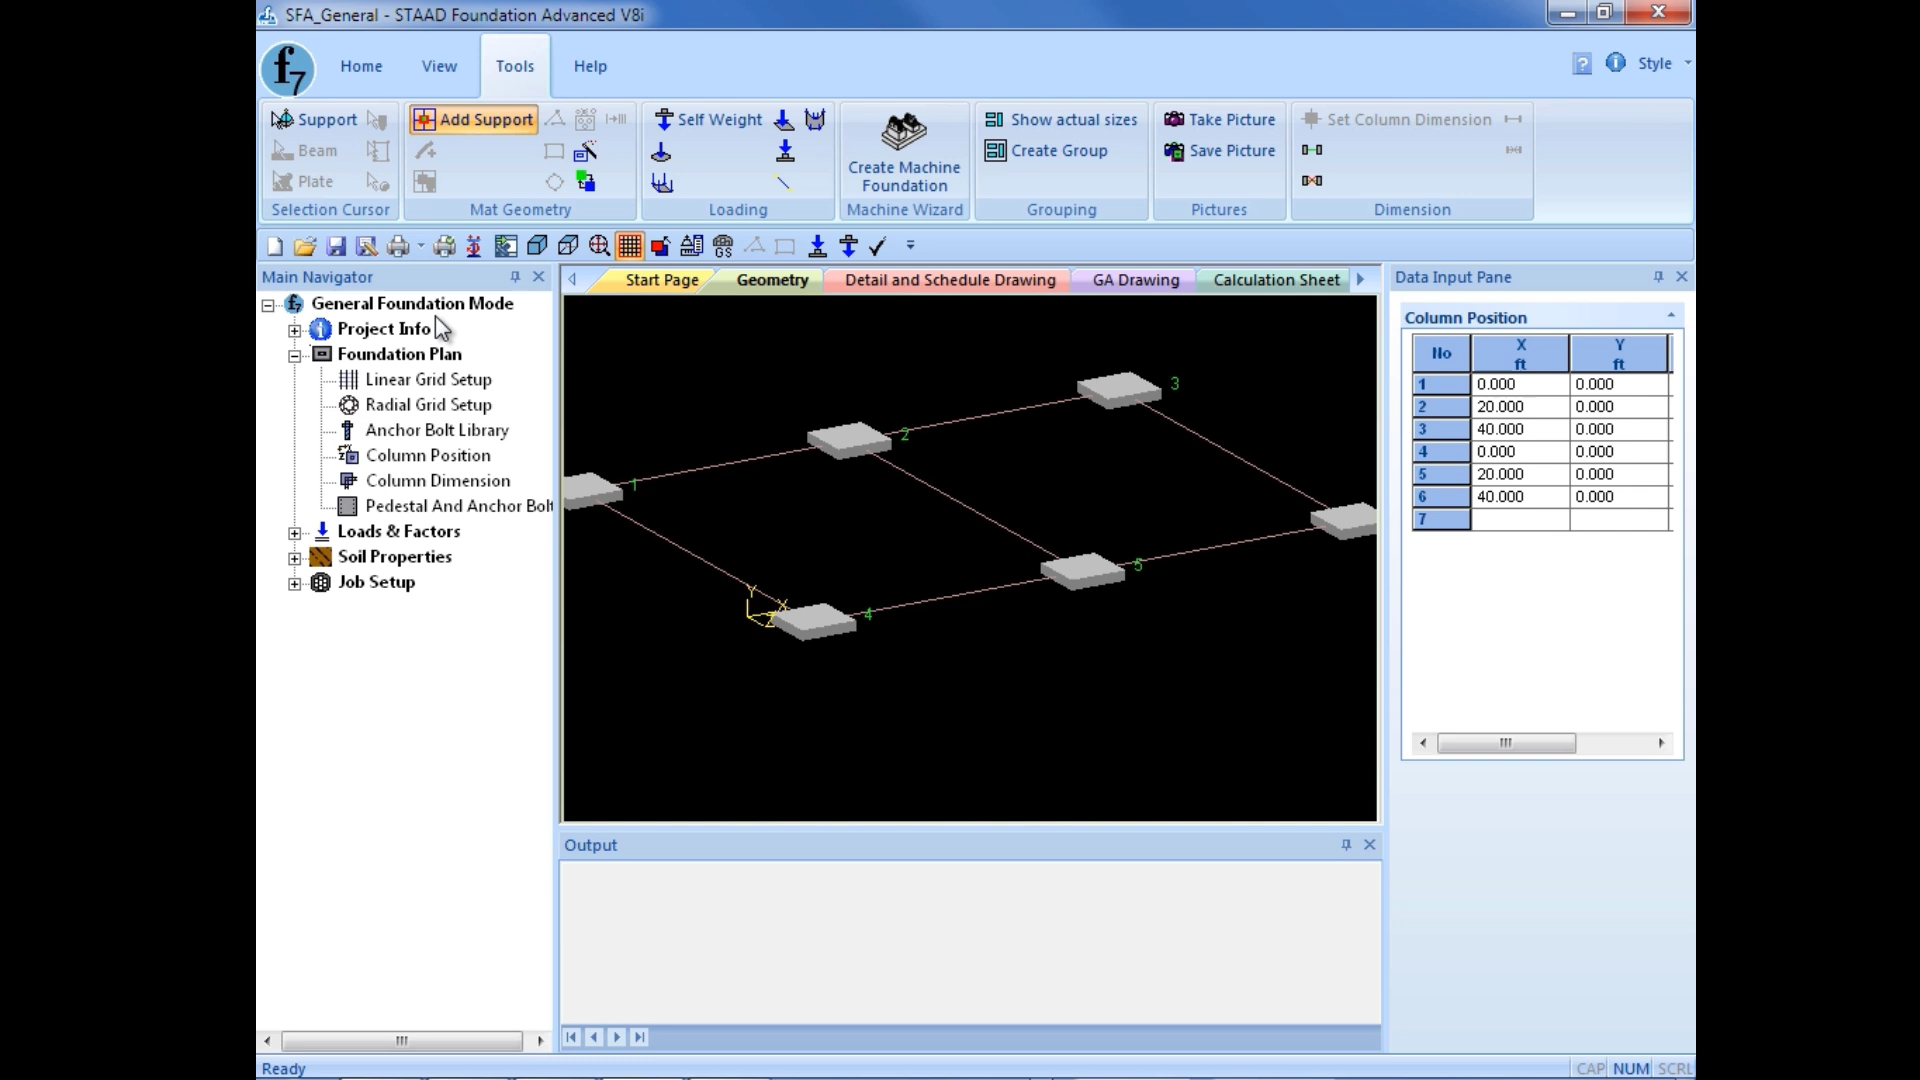 SFA_General - STAAD Foundation Advanced V8i
Home View Tools Help
Style
Support Add Support Self Weight Show actual sizes Take Picture Set Column Dimension
Beam Create Group Save Picture
Plate
Create Machine
Foundation
Selection Cursor Mat Geometry Loading Machine Wizard Grouping Pictures Dimension
GS
Main Navigator
General Foundation Mode
Project Info
Foundation Plan
Linear Grid Setup
Radial Grid Setup
Anchor Bolt Library
Column Position
Column Dimension
Pedestal And Anchor Bolt
Loads & Factors
Soil Properties
Job Setup
Start Page Geometry Detail and Schedule Drawing GA Drawing Calculation Sheet
3
2
1
5
4
Y
X
Z
Output
Data Input Pane
Column Position
No X ft Y ft
1 0.000 0.000
2 20.000 0.000
3 40.000 0.000
4 0.000 0.000
5 20.000 0.000
6 40.000 0.000
7
Ready
CAP NUM SCRL